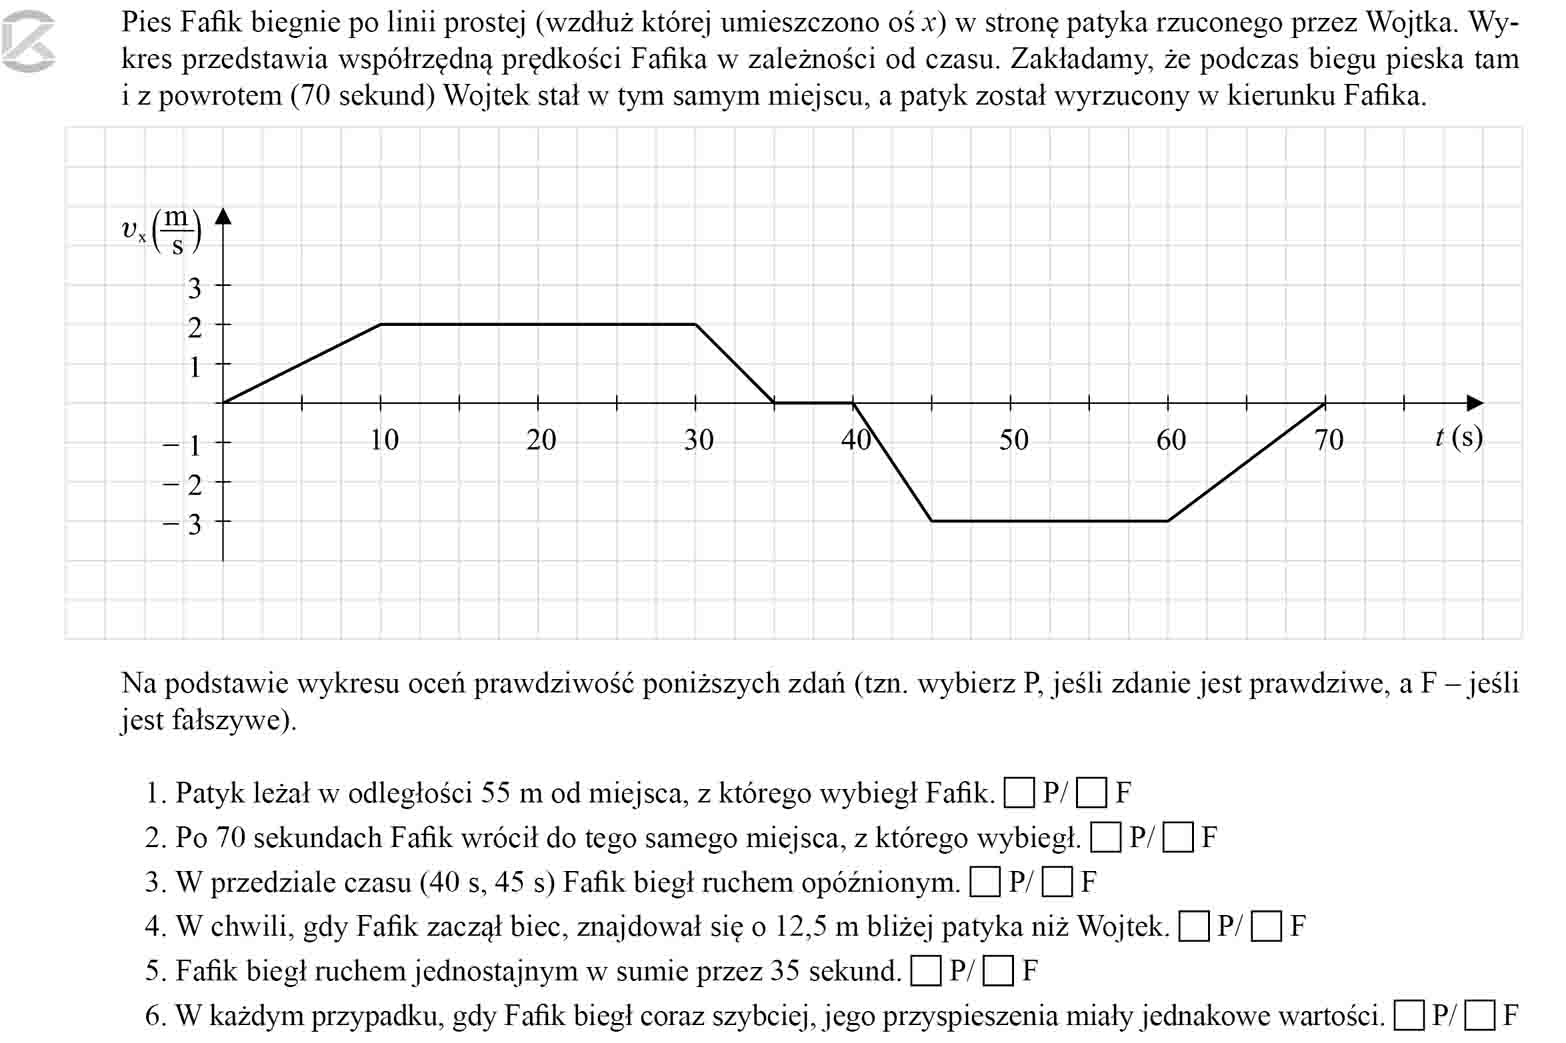 Pies Fafik biegnie po linii prostej (wzdłuż której umieszczono oś x) w stronę patyka rzuconego przez Wojtka. Wy-
kres przedstawia współrzędną prędkości Fafika w zależności od czasu. Zakładamy, że podczas biegu pieska tam
i z powrotem (70 sekund) Wojtek stał w tym samym miejscu, a patyk został wyrzucony w kierunku Fafika.
vₓ (m/s)
3
2
1
− 1
− 2
− 3
10 20 30 40 50 60 70 t (s)
Na podstawie wykresu oceń prawdziwość poniższych zdań (tzn. wybierz P, jeśli zdanie jest prawdziwe, a F – jeśli
jest fałszywe).
1. Patyk leżał w odległości 55 m od miejsca, z którego wybiegł Fafik. □ P/ □ F
2. Po 70 sekundach Fafik wrócił do tego samego miejsca, z którego wybiegł. □ P/ □ F
3. W przedziale czasu (40 s, 45 s) Fafik biegł ruchem opóźnionym. □ P/ □ F
4. W chwili, gdy Fafik zaczął biec, znajdował się o 12,5 m bliżej patyka niż Wojtek. □ P/ □ F
5. Fafik biegł ruchem jednostajnym w sumie przez 35 sekund. □ P/ □ F
6. W każdym przypadku, gdy Fafik biegł coraz szybciej, jego przyspieszenia miały jednakowe wartości. □ P/ □ F